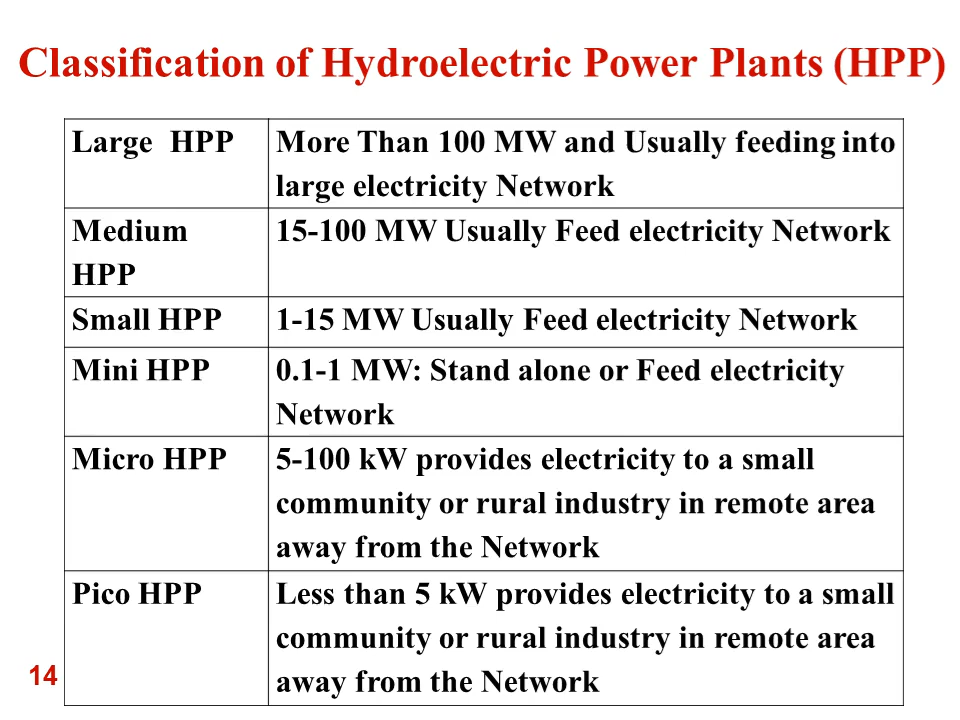 Classification of Hydroelectric Power Plants (HPP)
Large HPP
More Than 100 MW and Usually feeding into
large electricity Network
Medium
HPP
15-100 MW Usually Feed electricity Network
Small HPP
1-15 MW Usually Feed electricity Network
Mini HPP
0.1-1 MW: Stand alone or Feed electricity
Network
Micro HPP
5-100 kW provides electricity to a small
community or rural industry in remote area
away from the Network
Pico HPP
Less than 5 kW provides electricity to a small
community or rural industry in remote area
away from the Network
14